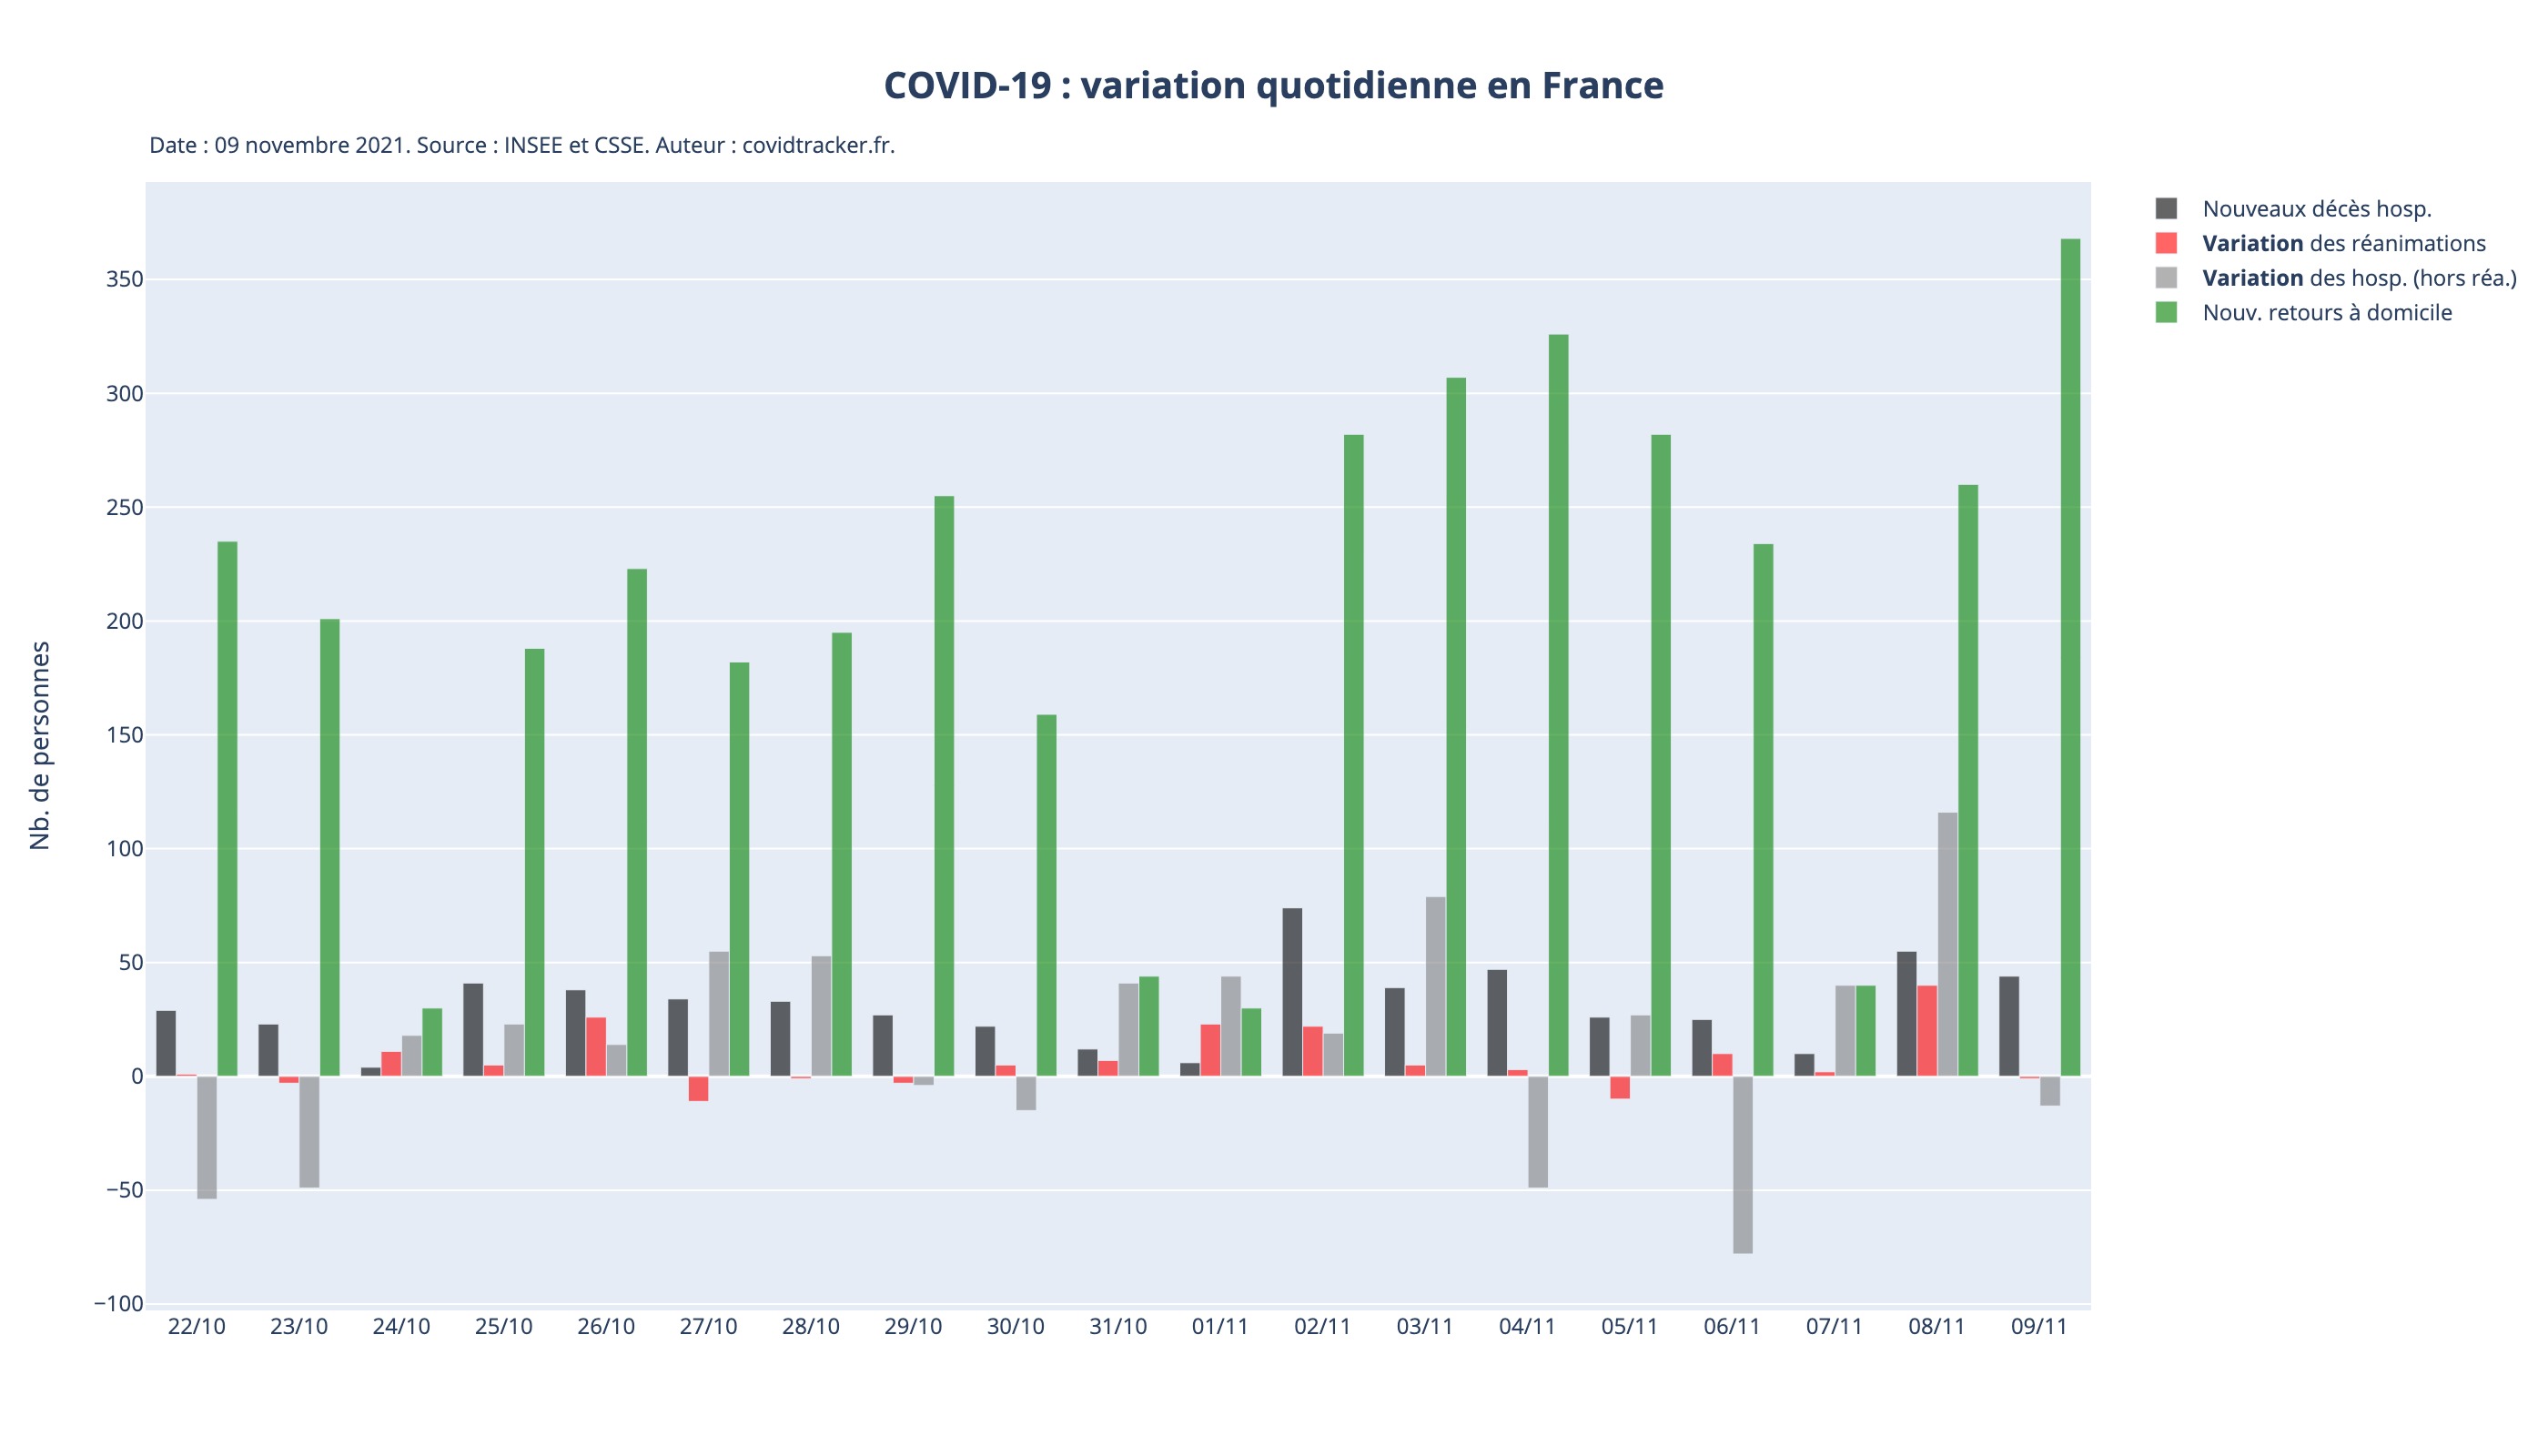 COVID-19 : variation quotidienne en France
Date : 09 novembre 2021. Source : INSEE et CSSE. Auteur : covidtracker.fr.
Nouveaux décès hosp.
Variation des réanimations
Variation des hosp. (hors réa.)
Nouv. retours à domicile
Nb. de personnes
350
300
250
200
150
100
50
0
−50
−100
22/10 23/10 24/10 25/10 26/10 27/10 28/10 29/10 30/10 31/10 01/11 02/11 03/11 04/11 05/11 06/11 07/11 08/11 09/11